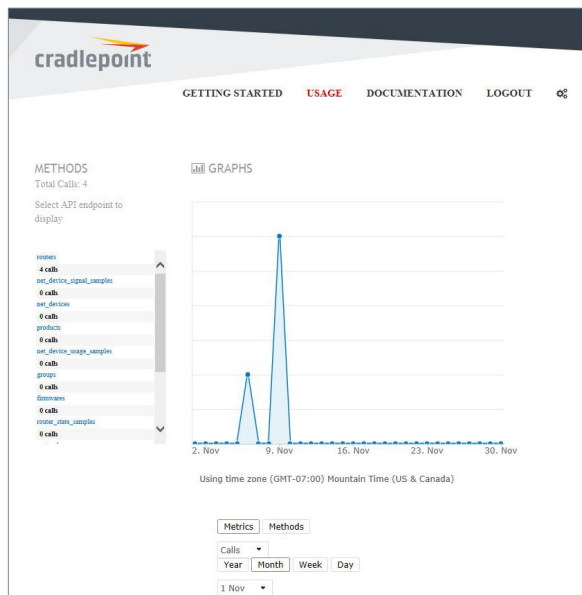 cradlepoint
GETTING STARTED USAGE DOCUMENTATION LOGOUT
METHODS
Total Calls: 4
Select API endpoint to
display
routers
4 calls
net_device_signal_samples
0 calls
net_devices
0 calls
products
0 calls
net_device_usage_samples
0 calls
groups
0 calls
firmwares
0 calls
router_state_samples
0 calls
GRAPHS
2. Nov 9. Nov 16. Nov 23. Nov 30. Nov
Using time zone (GMT-07:00) Mountain Time (US & Canada)
Metrics Methods
Calls
Year Month Week Day
1 Nov